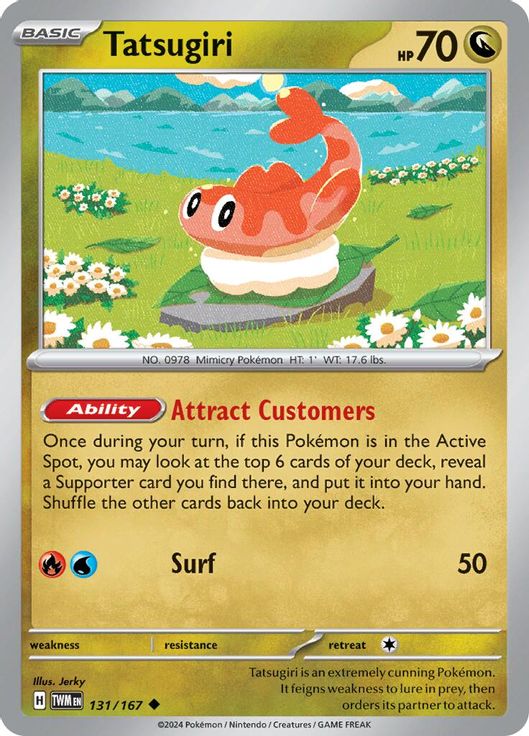 BASIC
Tatsugiri
HP 70
NO. 0978 Mimicry Pokémon HT: 1' WT: 17.6 lbs.
Ability Attract Customers
Once during your turn, if this Pokémon is in the Active
Spot, you may look at the top 6 cards of your deck, reveal
a Supporter card you find there, and put it into your hand.
Shuffle the other cards back into your deck.
Surf 50
weakness resistance retreat
Illus. Jerky
H TWM EN 131/167
Tatsugiri is an extremely cunning Pokémon.
It feigns weakness to lure in prey, then
orders its partner to attack.
©2024 Pokémon / Nintendo / Creatures / GAME FREAK